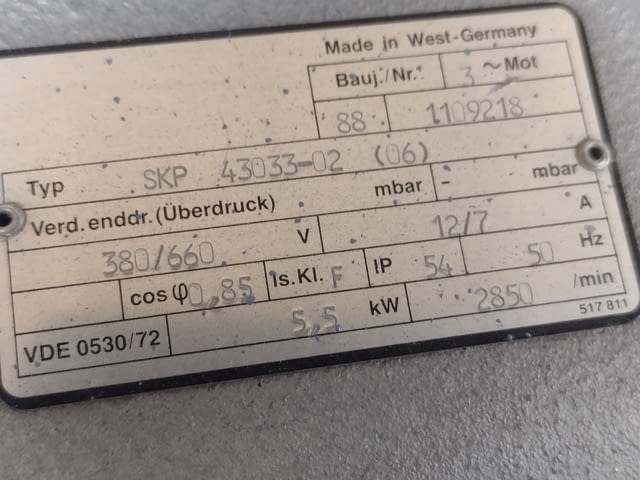 Made in West-Germany
Bauj./Nr. 3 ~Mot
88 1109218
Typ SKP 43033-02 (06)
Verd.enddr.(Überdruck) mbar - mbar
380/660 V 12/7 A
cos φ 0,85 Is.Kl. F IP 54 50 Hz
VDE 0530/72 5,5 kW 2850 /min
517 811